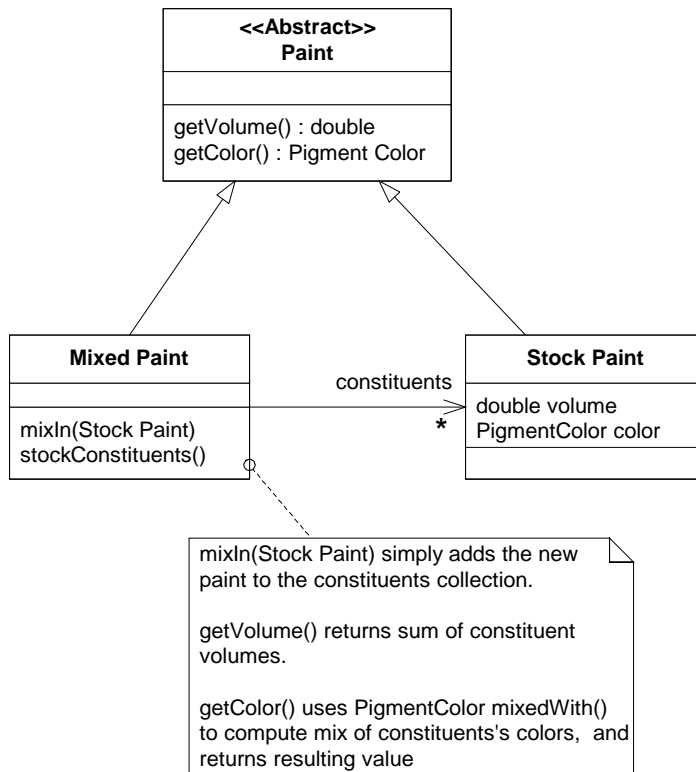 <<Abstract>>
Paint
getVolume() : double
getColor() : Pigment Color
Mixed Paint
mixIn(Stock Paint)
stockConstituents()
constituents
*
Stock Paint
double volume
PigmentColor color
mixIn(Stock Paint) simply adds the new
paint to the constituents collection.
getVolume() returns sum of constituent
volumes.
getColor() uses PigmentColor mixedWith()
to compute mix of constituents's colors, and
returns resulting value